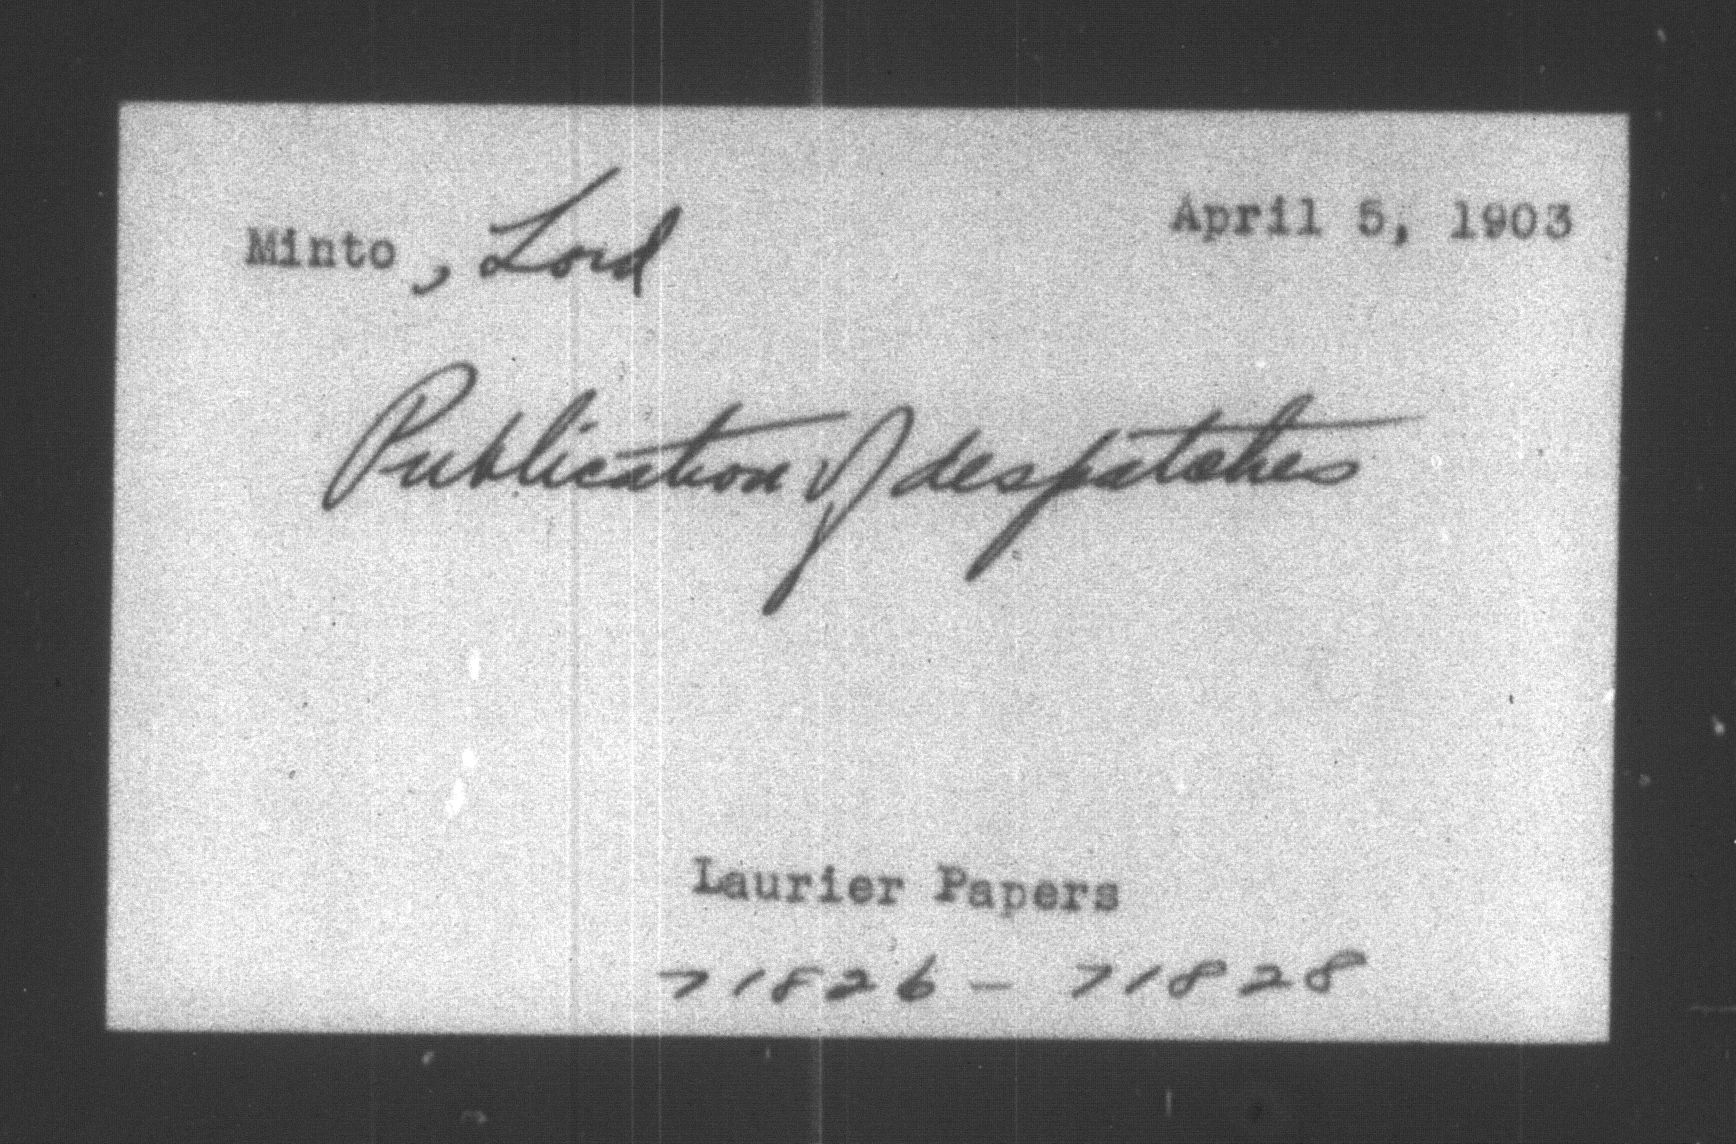 Minto, Lord
April 5, 1903
Publication of despatches
Laurier Papers
71826 - 71828